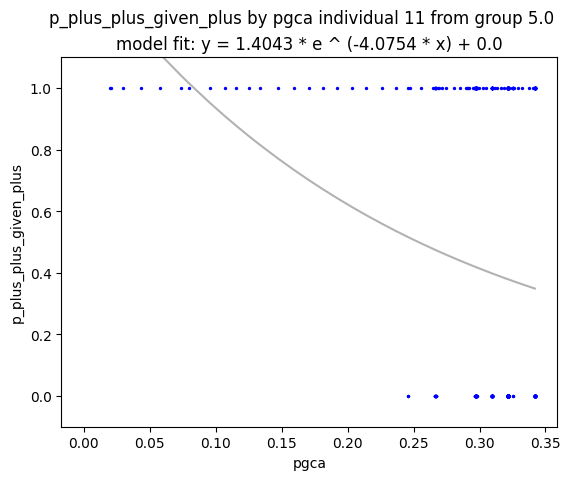 p_plus_plus_given_plus by pgca individual 11 from group 5.0
model fit: y = 1.4043 * e ^ (-4.0754 * x) + 0.0
p_plus_plus_given_plus
1.0
0.8
0.6
0.4
0.2
0.0
0.00 0.05 0.10 0.15 0.20 0.25 0.30 0.35
pgca